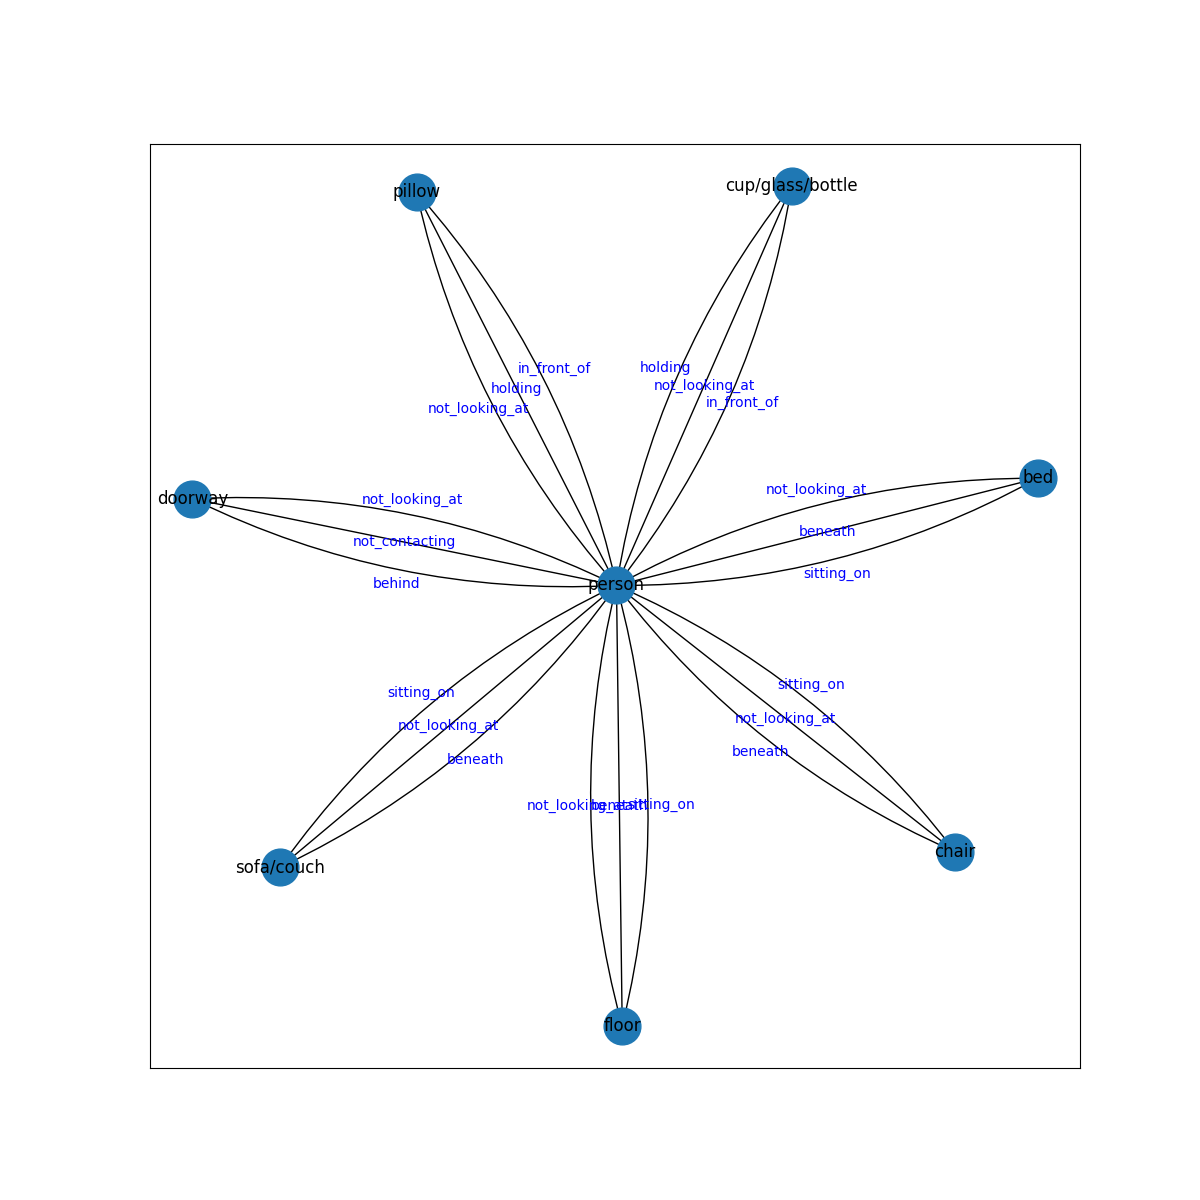 pillow
cup/glass/bottle
in_front_of
holding
not_looking_at
holding
not_looking_at
in_front_of
doorway
not_looking_at
not_contacting
behind
bed
not_looking_at
beneath
sitting_on
person
sitting_on
not_looking_at
beneath
sitting_on
not_looking_at
beneath
not_looking_at
beneath
sitting_on
sofa/couch
chair
floor